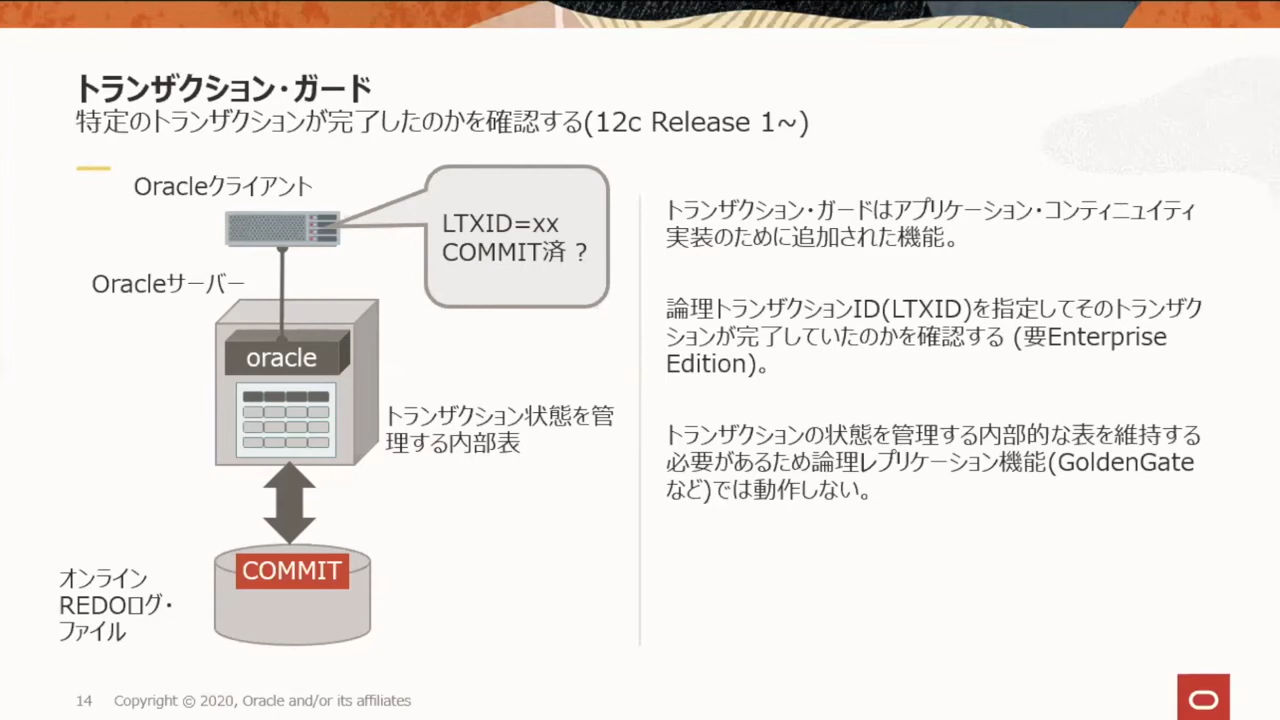 トランザクション・ガード
特定のトランザクションが完了したのかを確認する(12c Release 1~)
Oracleクライアント
LTXID=xx
COMMIT済 ?
Oracleサーバー
oracle
トランザクション状態を管
理する内部表
COMMIT
オンライン
REDOログ・
ファイル
トランザクション・ガードはアプリケーション・コンティニュイティ
実装のために追加された機能。
論理トランザクションID(LTXID)を指定してそのトランザク
ションが完了していたのかを確認する (要Enterprise
Edition)。
トランザクションの状態を管理する内部的な表を維持する
必要があるため論理レプリケーション機能(GoldenGate
など)では動作しない。
14 Copyright © 2020, Oracle and/or its affiliates